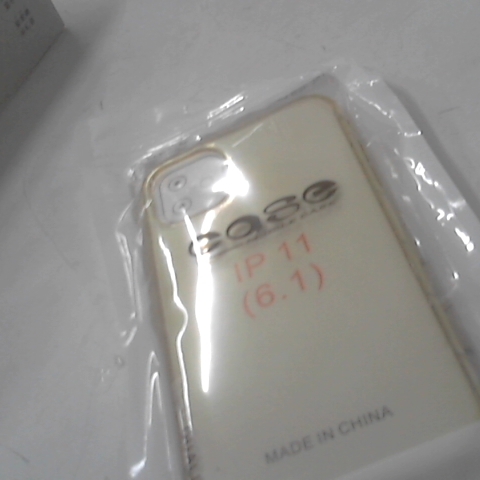 case
IP 11
(6.1)
MADE IN CHINA